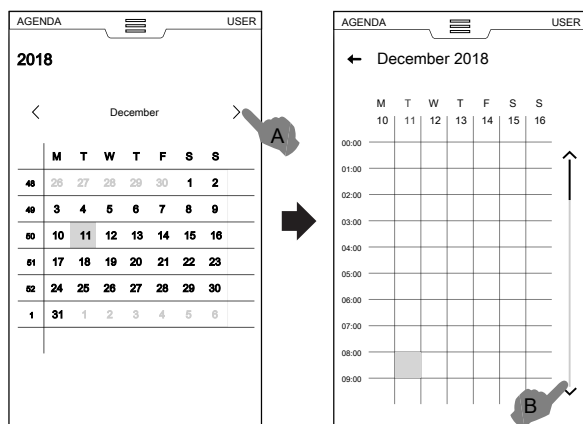 AGENDA USER
2018
< December >
A
M T W T F S S
48 26 27 28 29 30 1 2
49 3 4 5 6 7 8 9
50 10 11 12 13 14 15 16
51 17 18 19 20 21 22 23
52 24 25 26 27 28 29 30
1 31 1 2 3 4 5 6
AGENDA USER
← December 2018
M T W T F S S
10 11 12 13 14 15 16
00:00
01:00
02:00
03:00
04:00
05:00
06:00
07:00
08:00
09:00
B